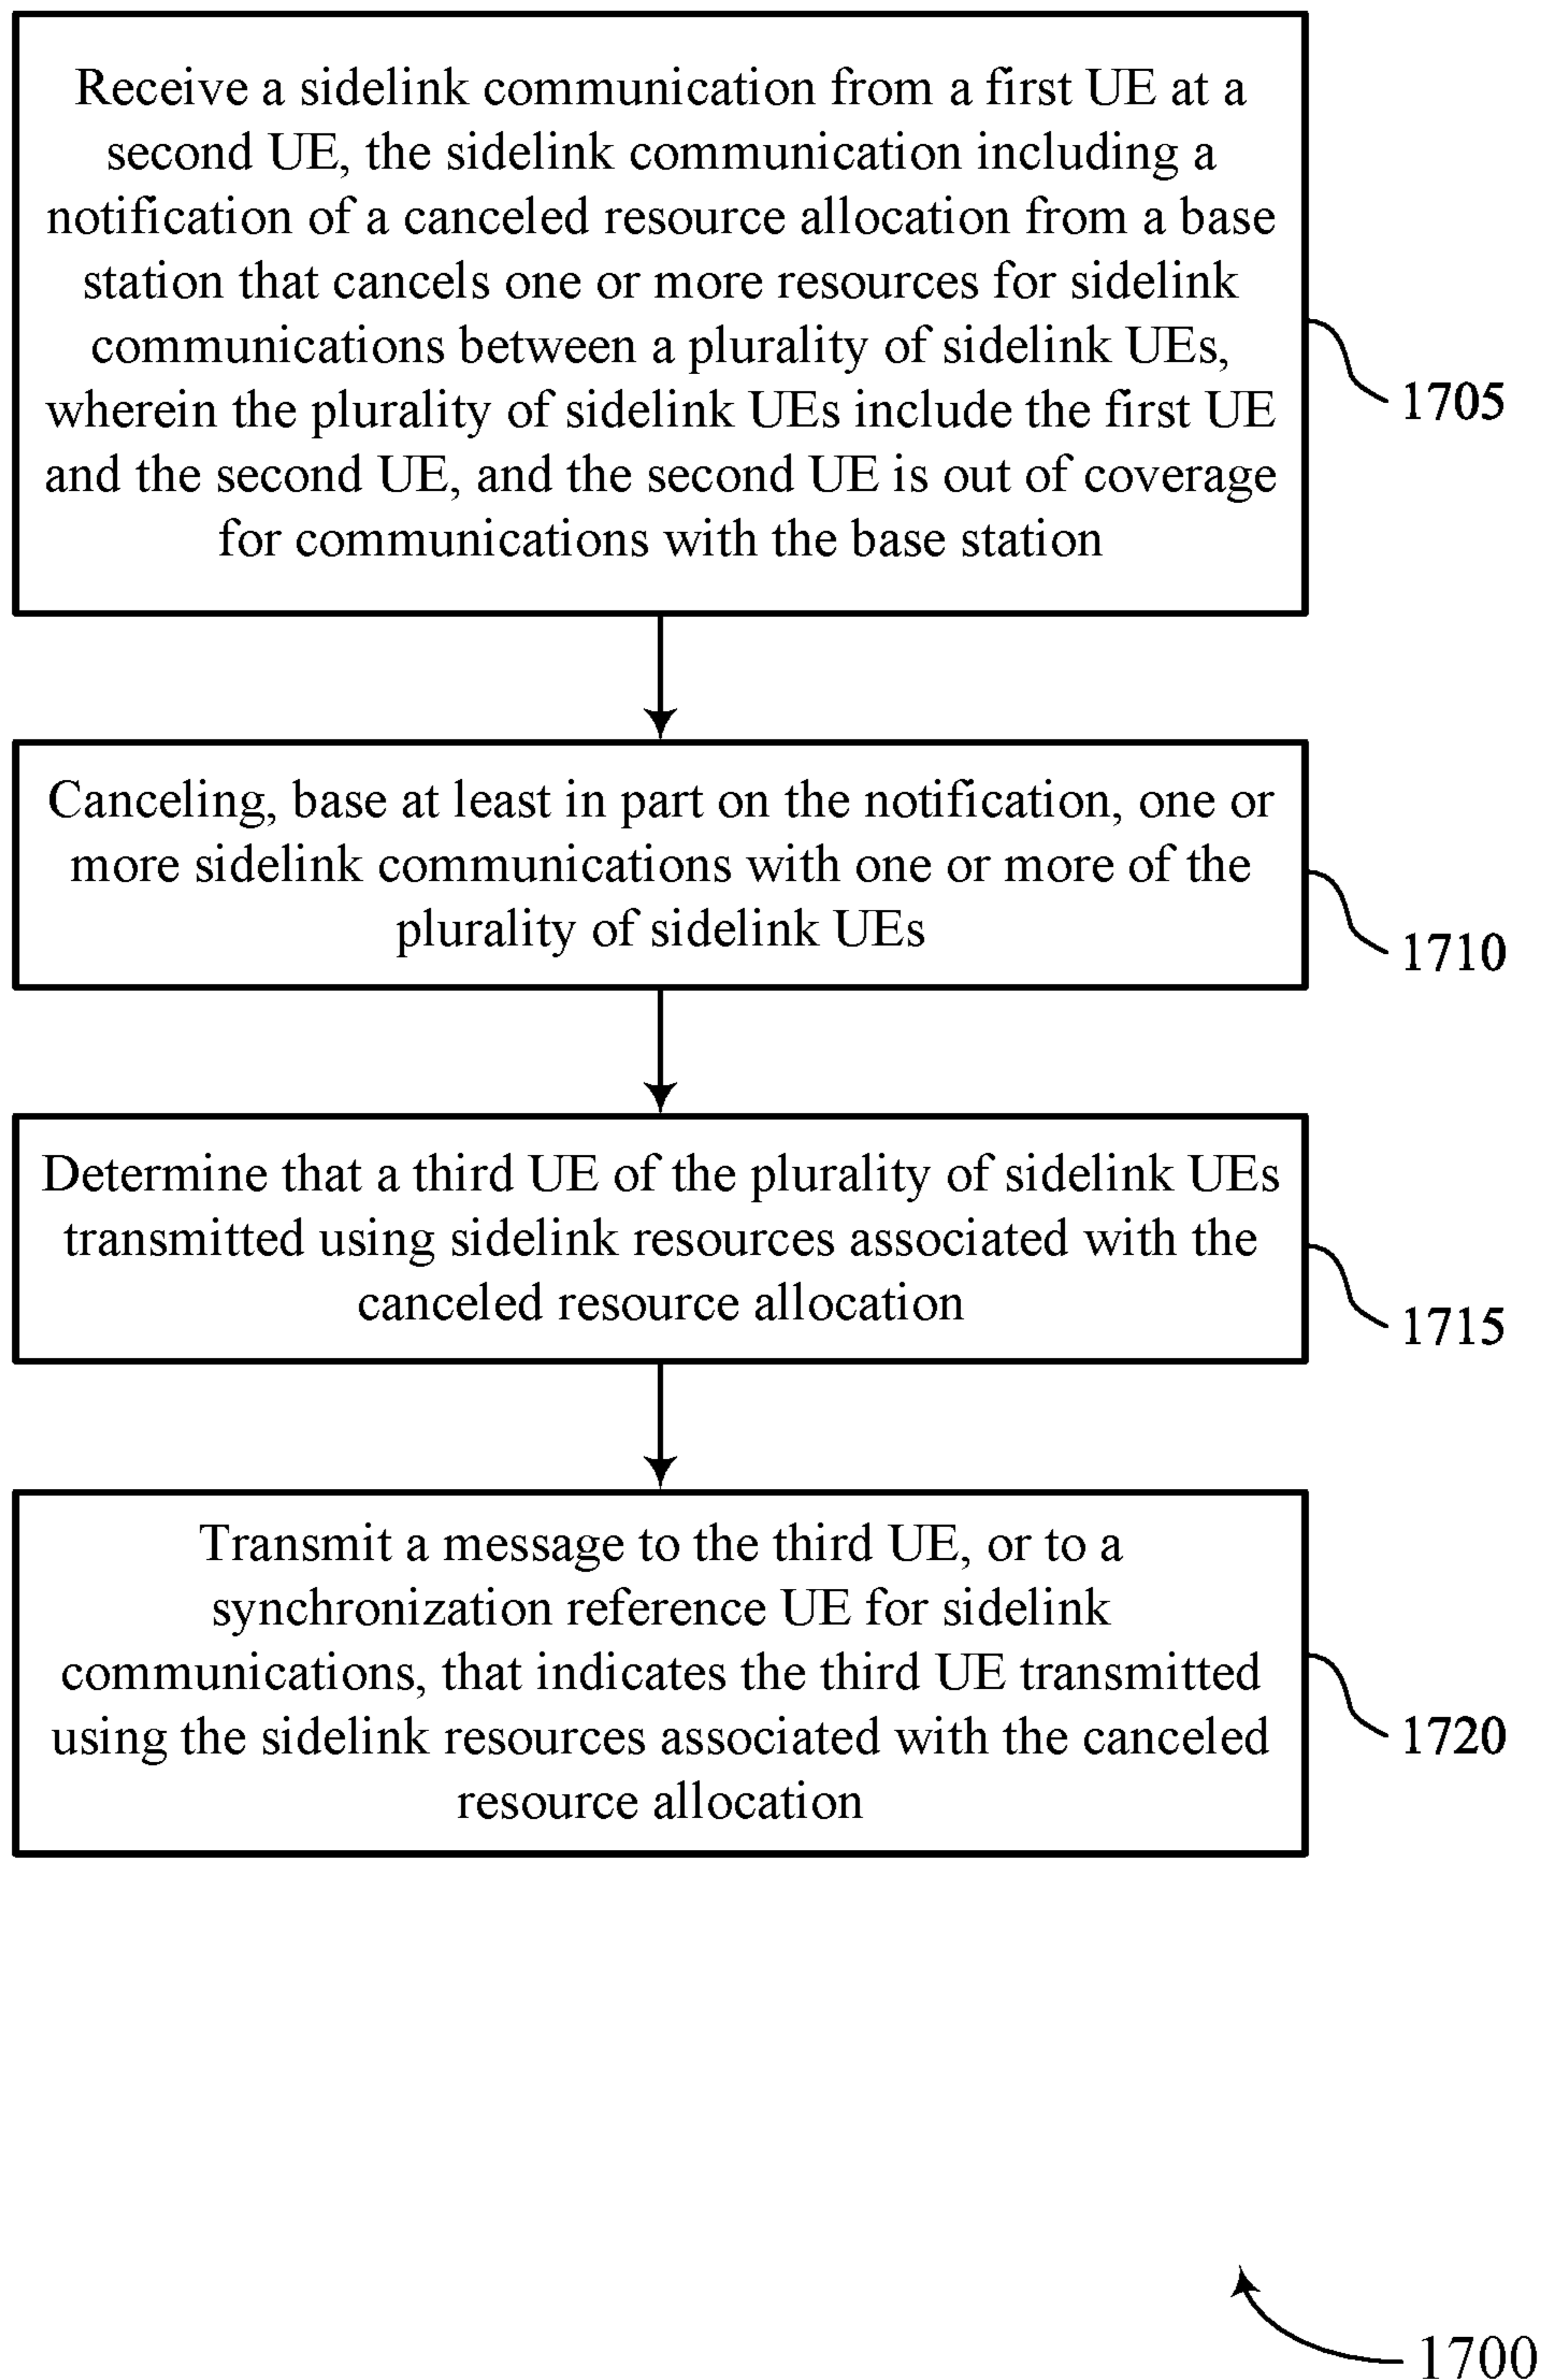 Receive a sidelink communication from a first UE at a
second UE, the sidelink communication including a
notification of a canceled resource allocation from a base
station that cancels one or more resources for sidelink
communications between a plurality of sidelink UEs,
wherein the plurality of sidelink UEs include the first UE
and the second UE, and the second UE is out of coverage
for communications with the base station
1705
Canceling, base at least in part on the notification, one or
more sidelink communications with one or more of the
plurality of sidelink UEs
1710
Determine that a third UE of the plurality of sidelink UEs
transmitted using sidelink resources associated with the
canceled resource allocation
1715
Transmit a message to the third UE, or to a
synchronization reference UE for sidelink
communications, that indicates the third UE transmitted
using the sidelink resources associated with the canceled
resource allocation
1720
1700